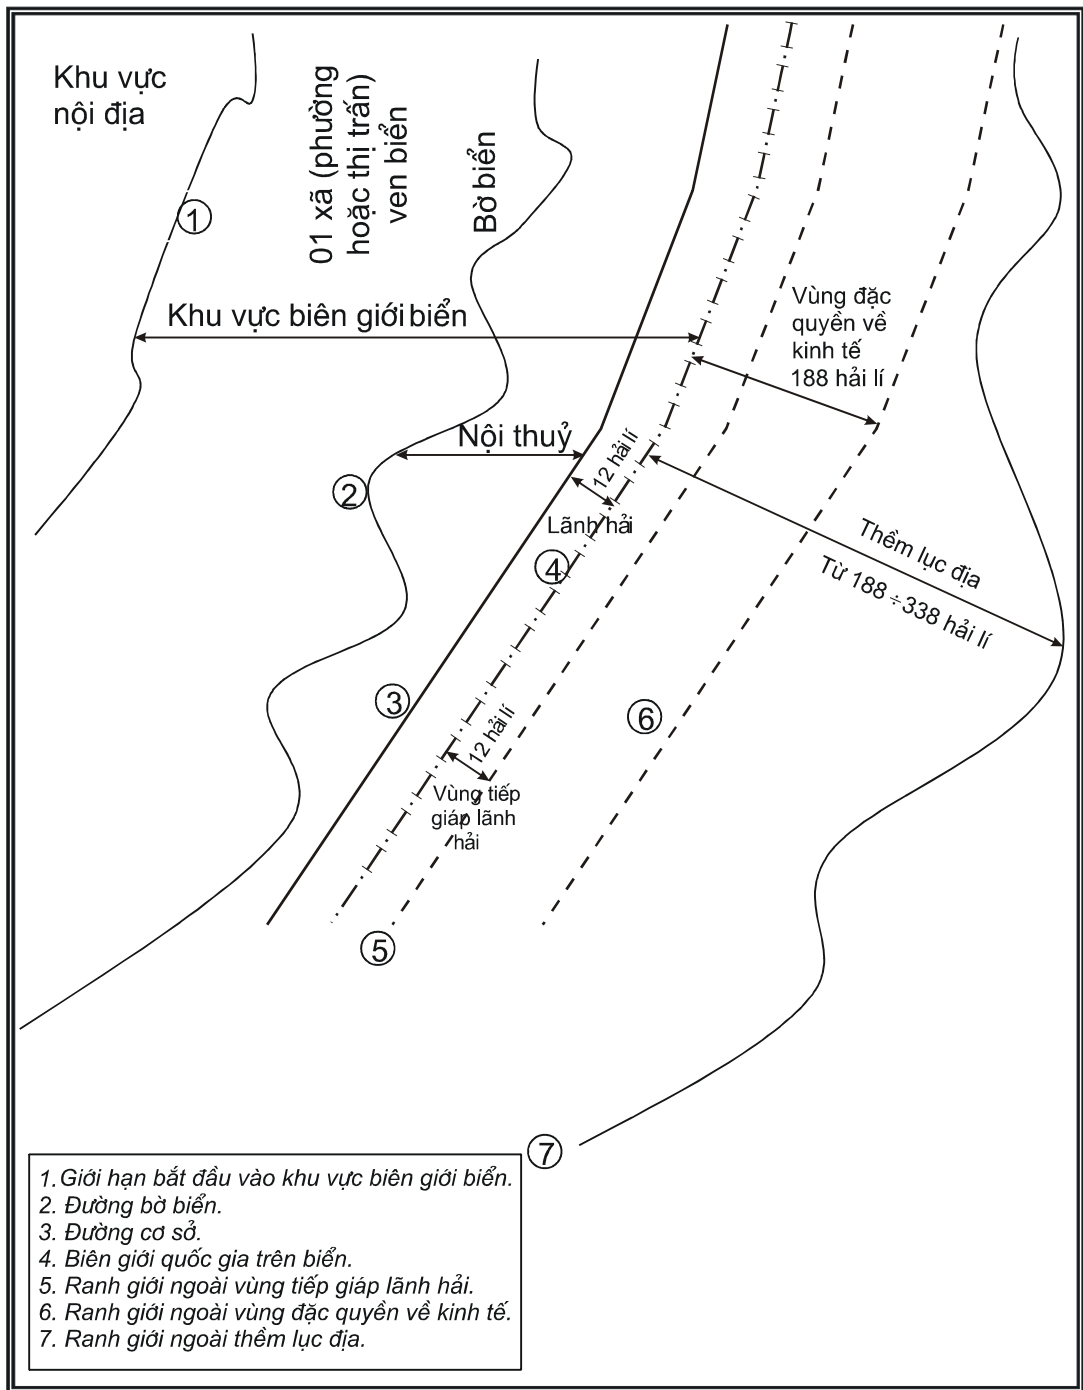 Khu vực
nội địa
01 xã (phường
hoặc thị trấn)
ven biển
Bờ biển
1
Khu vực biên giới biển
Vùng đặc
quyền về
kinh tế
188 hải lí
Nội thuỷ
2
12 hải lí
Lãnh hải
4
Thềm lục địa
Từ 188 ÷ 338 hải lí
3
6
12 hải lí
Vùng tiếp
giáp lãnh
hải
5
7
1. Giới hạn bắt đầu vào khu vực biên giới biển.
2. Đường bờ biển.
3. Đường cơ sở.
4. Biên giới quốc gia trên biển.
5. Ranh giới ngoài vùng tiếp giáp lãnh hải.
6. Ranh giới ngoài vùng đặc quyền về kinh tế.
7. Ranh giới ngoài thềm lục địa.